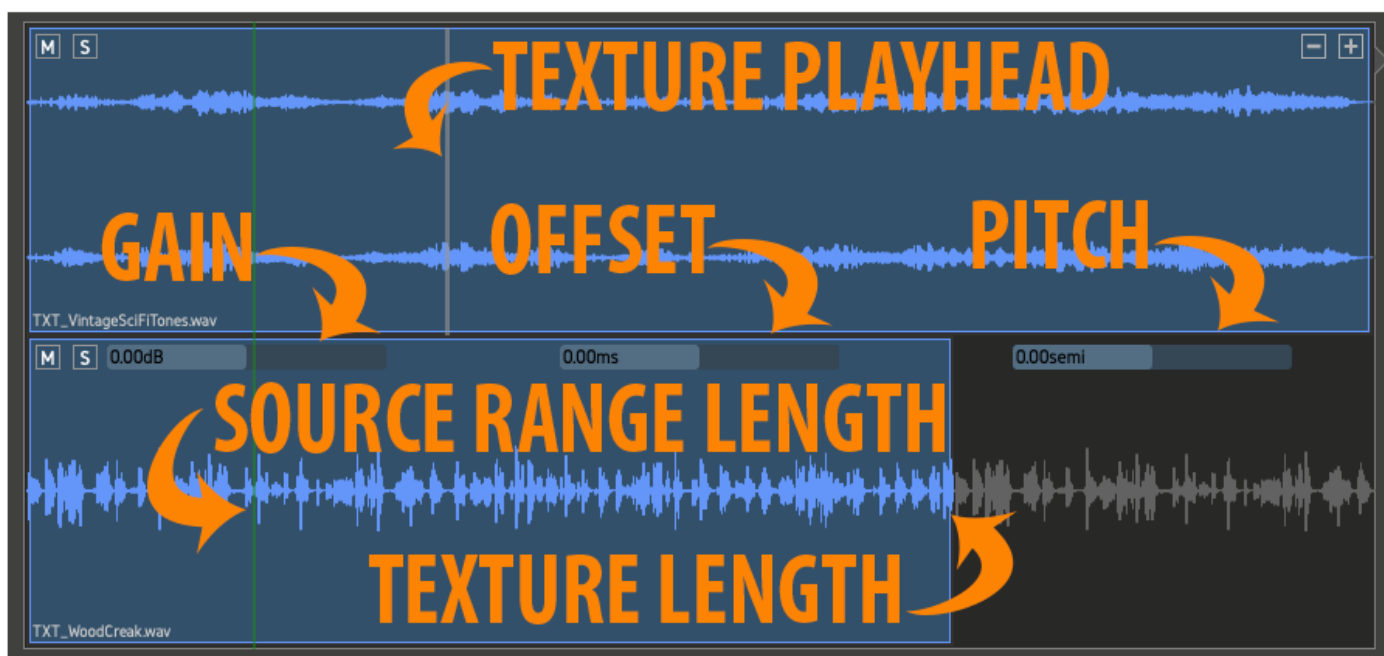 M S TEXTURE PLAYHEAD - +
GAIN OFFSET PITCH
TXT_VintageSciFiTones.wav
M S 0.00dB 0.00ms 0.00semi
SOURCE RANGE LENGTH
TEXTURE LENGTH
TXT_WoodCreak.wav